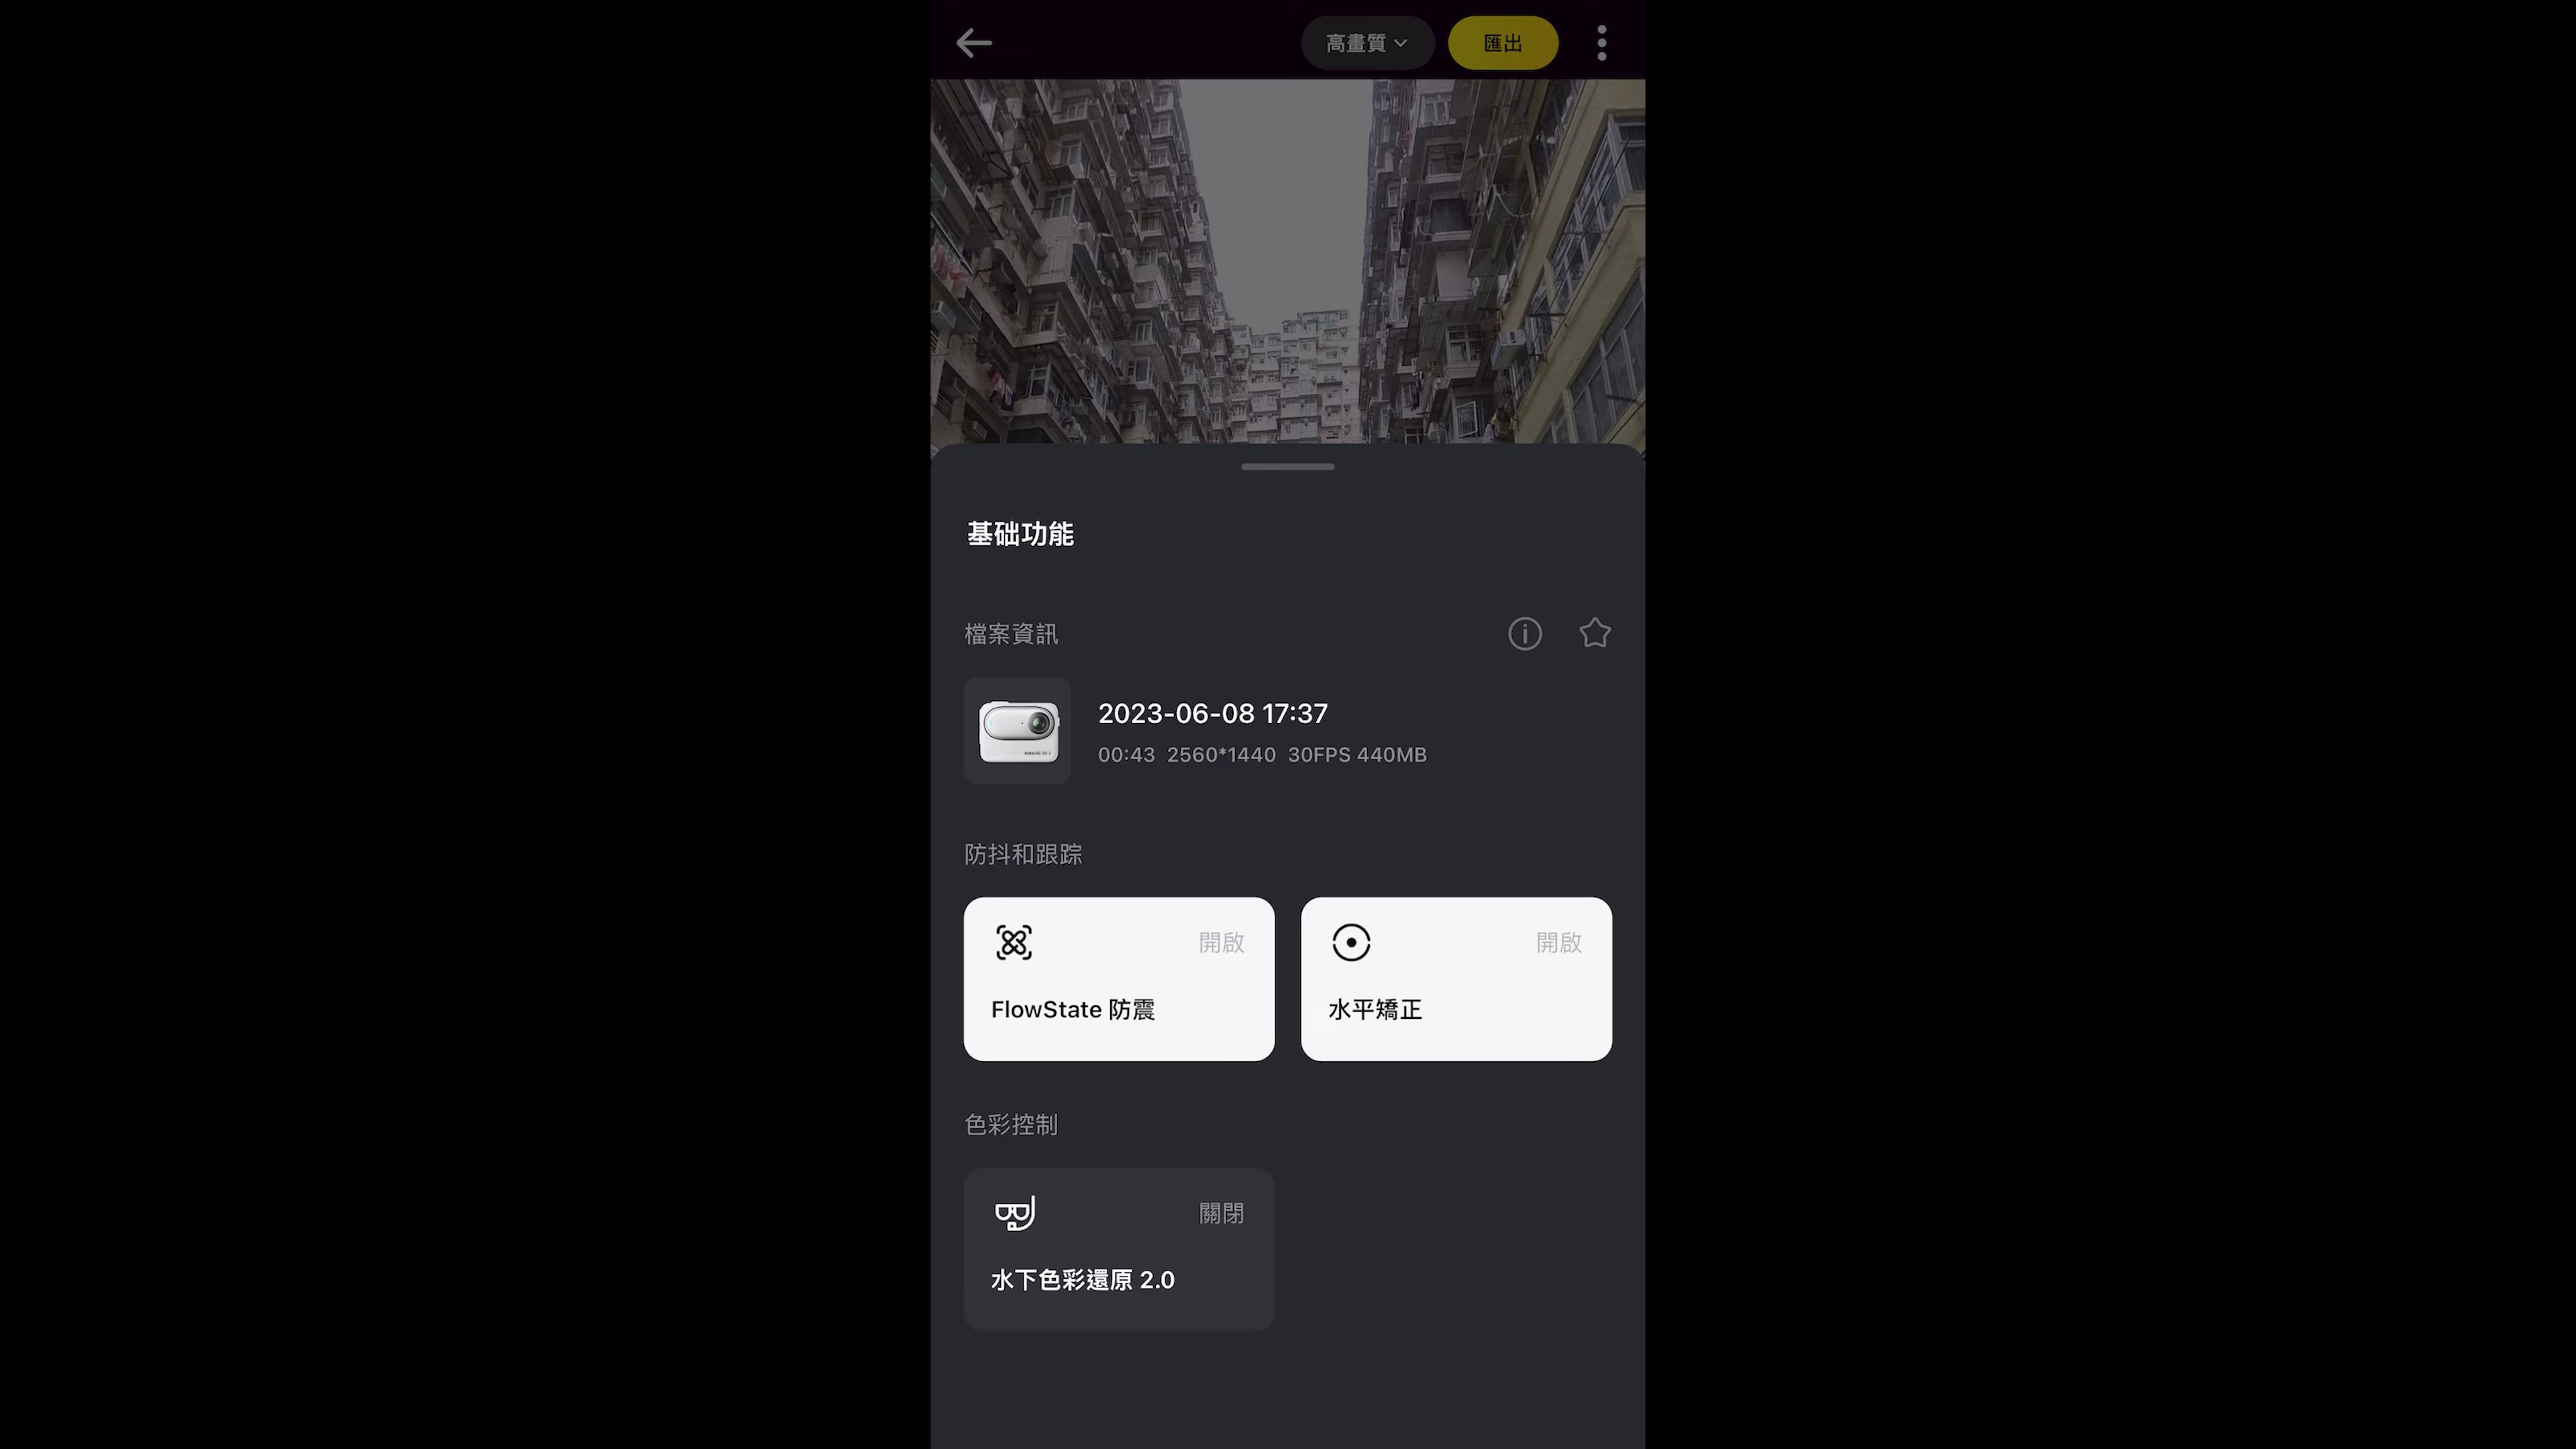 高畫質
匯出
基础功能
檔案資訊
2023-06-08 17:37
00:43 2560*1440 30FPS 440MB
防抖和跟踪
開啟
開啟
FlowState 防震
水平矯正
色彩控制
關閉
水下色彩還原 2.0